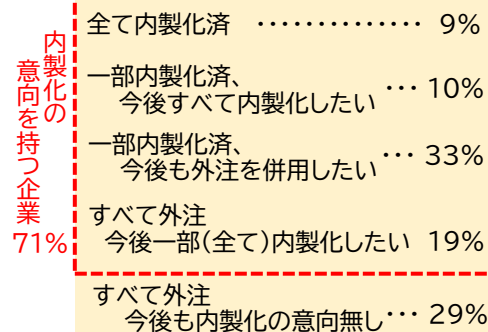 内製化の
意向を持つ企業
71%
全て内製化済 ・・・・・・・・・・・・・・ 9%
一部内製化済、
今後すべて内製化したい ・・・ 10%
一部内製化済、
今後も外注を併用したい ・・・ 33%
すべて外注
今後一部(全て)内製化したい 19%
すべて外注
今後も内製化の意向無し・・・ 29%